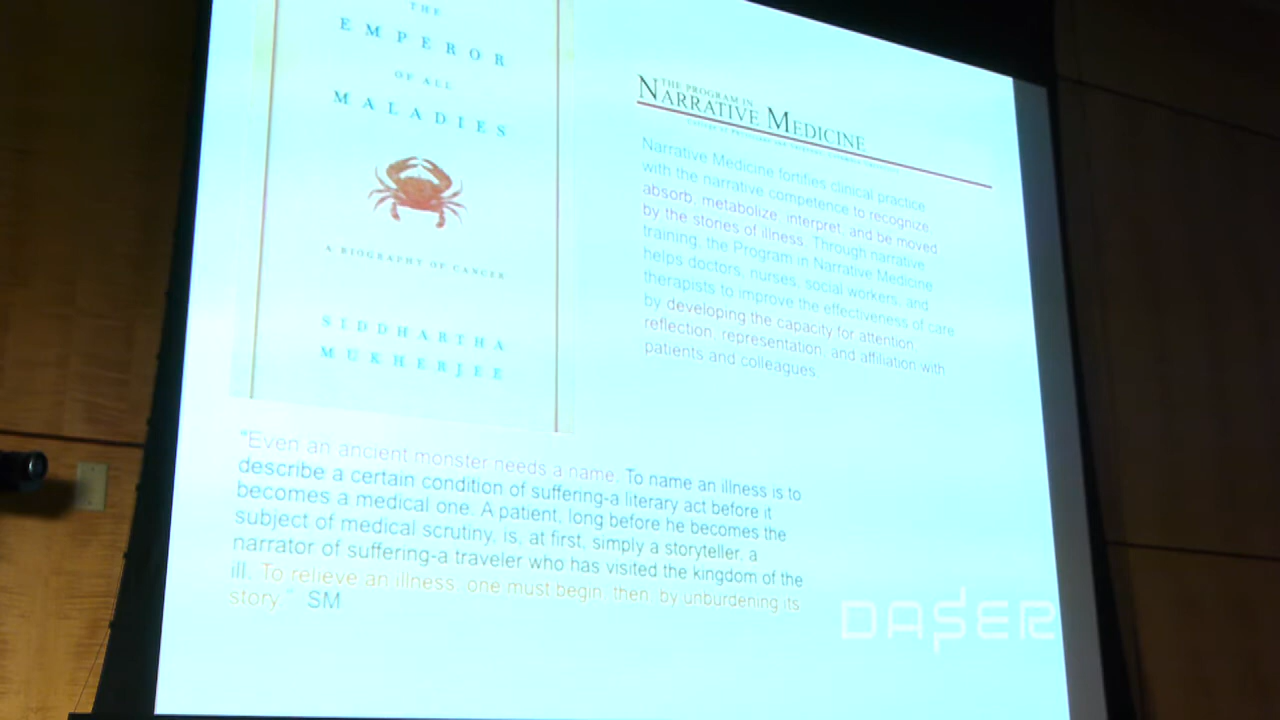 THE
EMPEROR
OF ALL
MALADIES
A BIOGRAPHY OF CANCER
SIDDHARTHA
MUKHERJEE
THE PROGRAM IN
NARRATIVE MEDICINE
Narrative Medicine fortifies clinical practice
with the narrative competence to recognize,
absorb, metabolize, interpret, and be moved
by the stories of illness. Through narrative
training, the Program in Narrative Medicine
helps doctors, nurses, social workers, and
therapists to improve the effectiveness of care
by developing the capacity for attention,
reflection, representation, and affiliation with
patients and colleagues.
"Even an ancient monster needs a name. To name an illness is to
describe a certain condition of suffering-a literary act before it
becomes a medical one. A patient, long before he becomes the
subject of medical scrutiny, is, at first, simply a storyteller, a
narrator of suffering-a traveler who has visited the kingdom of the
ill. To relieve an illness, one must begin, then, by unburdening its
story." SM
DASER